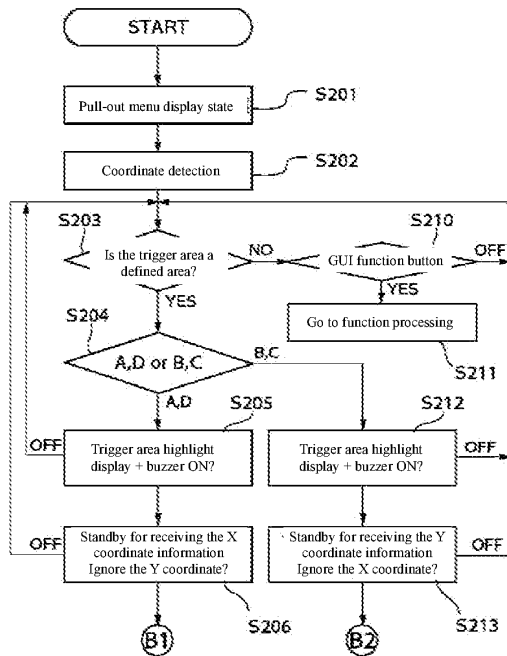 START
Pull-out menu display state
S201
Coordinate detection
S202
S203
Is the trigger area
a defined area?
NO
S210
GUI function button
OFF
YES
YES
Go to function processing
S211
S204
A,D or B,C
B,C
A,D
S205
S212
OFF
Trigger area highlight
display + buzzer ON?
Trigger area highlight
display + buzzer ON?
OFF
OFF
Standby for receiving the X
coordinate information
Ignore the Y coordinate?
Standby for receiving the Y
coordinate information
Ignore the X coordinate?
OFF
S206
S213
B1
B2